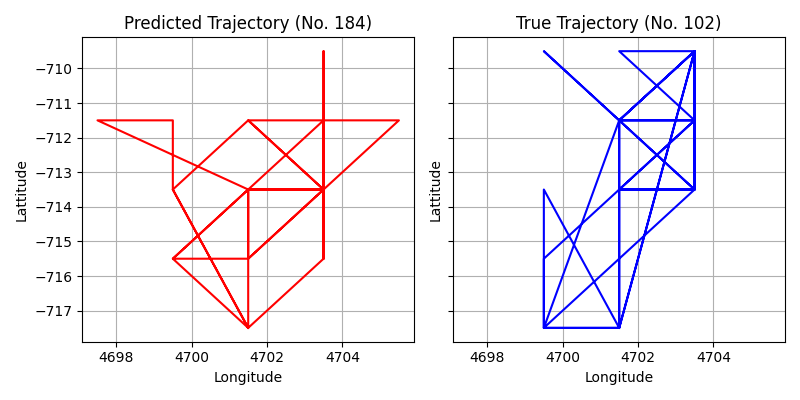 Predicted Trajectory (No. 184)
True Trajectory (No. 102)
Lattitude
−710
−711
−712
−713
−714
−715
−716
−717
4698
4700
4702
4704
Longitude
Lattitude
4698
4700
4702
4704
Longitude